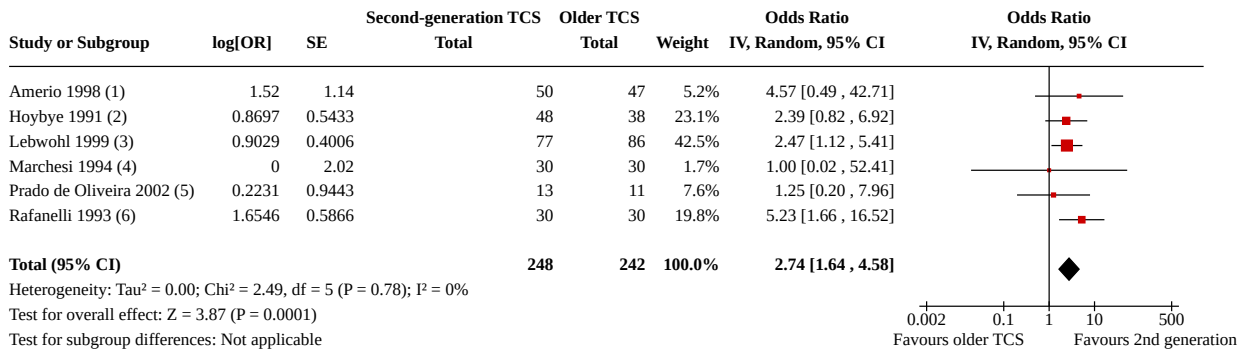 Second-generation TCS Older TCS Odds Ratio Odds Ratio
Study or Subgroup log[OR] SE Total Total Weight IV, Random, 95% CI IV, Random, 95% CI
Amerio 1998 (1) 1.52 1.14 50 47 5.2% 4.57 [0.49 , 42.71]
Hoybye 1991 (2) 0.8697 0.5433 48 38 23.1% 2.39 [0.82 , 6.92]
Lebwohl 1999 (3) 0.9029 0.4006 77 86 42.5% 2.47 [1.12 , 5.41]
Marchesi 1994 (4) 0 2.02 30 30 1.7% 1.00 [0.02 , 52.41]
Prado de Oliveira 2002 (5) 0.2231 0.9443 13 11 7.6% 1.25 [0.20 , 7.96]
Rafanelli 1993 (6) 1.6546 0.5866 30 30 19.8% 5.23 [1.66 , 16.52]
Total (95% CI) 248 242 100.0% 2.74 [1.64 , 4.58]
Heterogeneity: Tau² = 0.00; Chi² = 2.49, df = 5 (P = 0.78); I² = 0%
Test for overall effect: Z = 3.87 (P = 0.0001)
0.002 0.1 1 10 500
Test for subgroup differences: Not applicable
Favours older TCS Favours 2nd generation